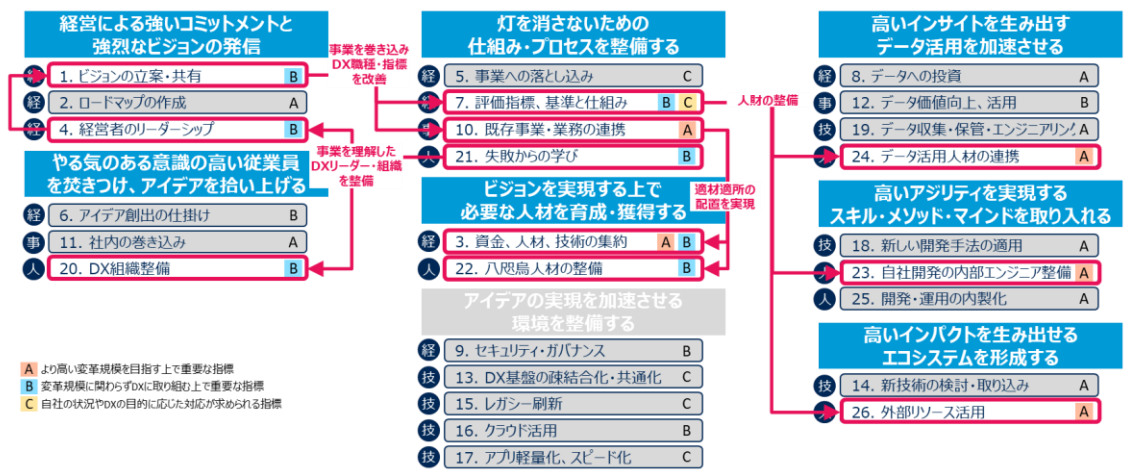 経営による強いコミットメントと
強烈なビジョンの発信
経 1. ビジョンの立案・共有 B
経 2. ロードマップの作成 A
経 4. 経営者のリーダーシップ B
やる気のある意識の高い従業員
を焚きつけ、アイデアを拾い上げる
経 6. アイデア創出の仕掛け B
事 11. 社内の巻き込み A
人 20. DX組織整備 B
事業を巻き込み
DX職種・指標
を改善
事業を理解した
DXリーダー・組織
を整備
灯を消さないための
仕組み・プロセスを整備する
経 5. 事業への落とし込み C
7. 評価指標、基準と仕組み B C
10. 既存事業・業務の連携 A
人 21. 失敗からの学び B
ビジョンを実現する上で
必要な人材を育成・獲得する
経 3. 資金、人材、技術の集約 A B
人 22. 八咫烏人材の整備 B
適材適所の
配置を実現
アイデアの実現を加速させる
環境を整備する
経 9. セキュリティ・ガバナンス B
技 13. DX基盤の疎結合化・共通化 C
技 15. レガシー刷新 C
技 16. クラウド活用 B
技 17. アプリ軽量化、スピード化 C
人財の整備
高いインサイトを生み出す
データ活用を加速させる
経 8. データへの投資 A
事 12. データ価値向上、活用 B
技 19. データ収集・保管・エンジニアリング A
人 24. データ活用人材の連携 A
高いアジリティを実現する
スキル・メソッド・マインドを取り入れる
技 18. 新しい開発手法の適用 A
人 23. 自社開発の内部エンジニア整備 A
人 25. 開発・運用の内製化 A
高いインパクトを生み出せる
エコシステムを形成する
技 14. 新技術の検討・取り込み A
人 26. 外部リソース活用 A
A より高い変革規模を目指す上で重要な指標
B 変革規模に関わらずDXに取り組む上で重要な指標
C 自社の状況やDXの目的に応じた対応が求められる指標